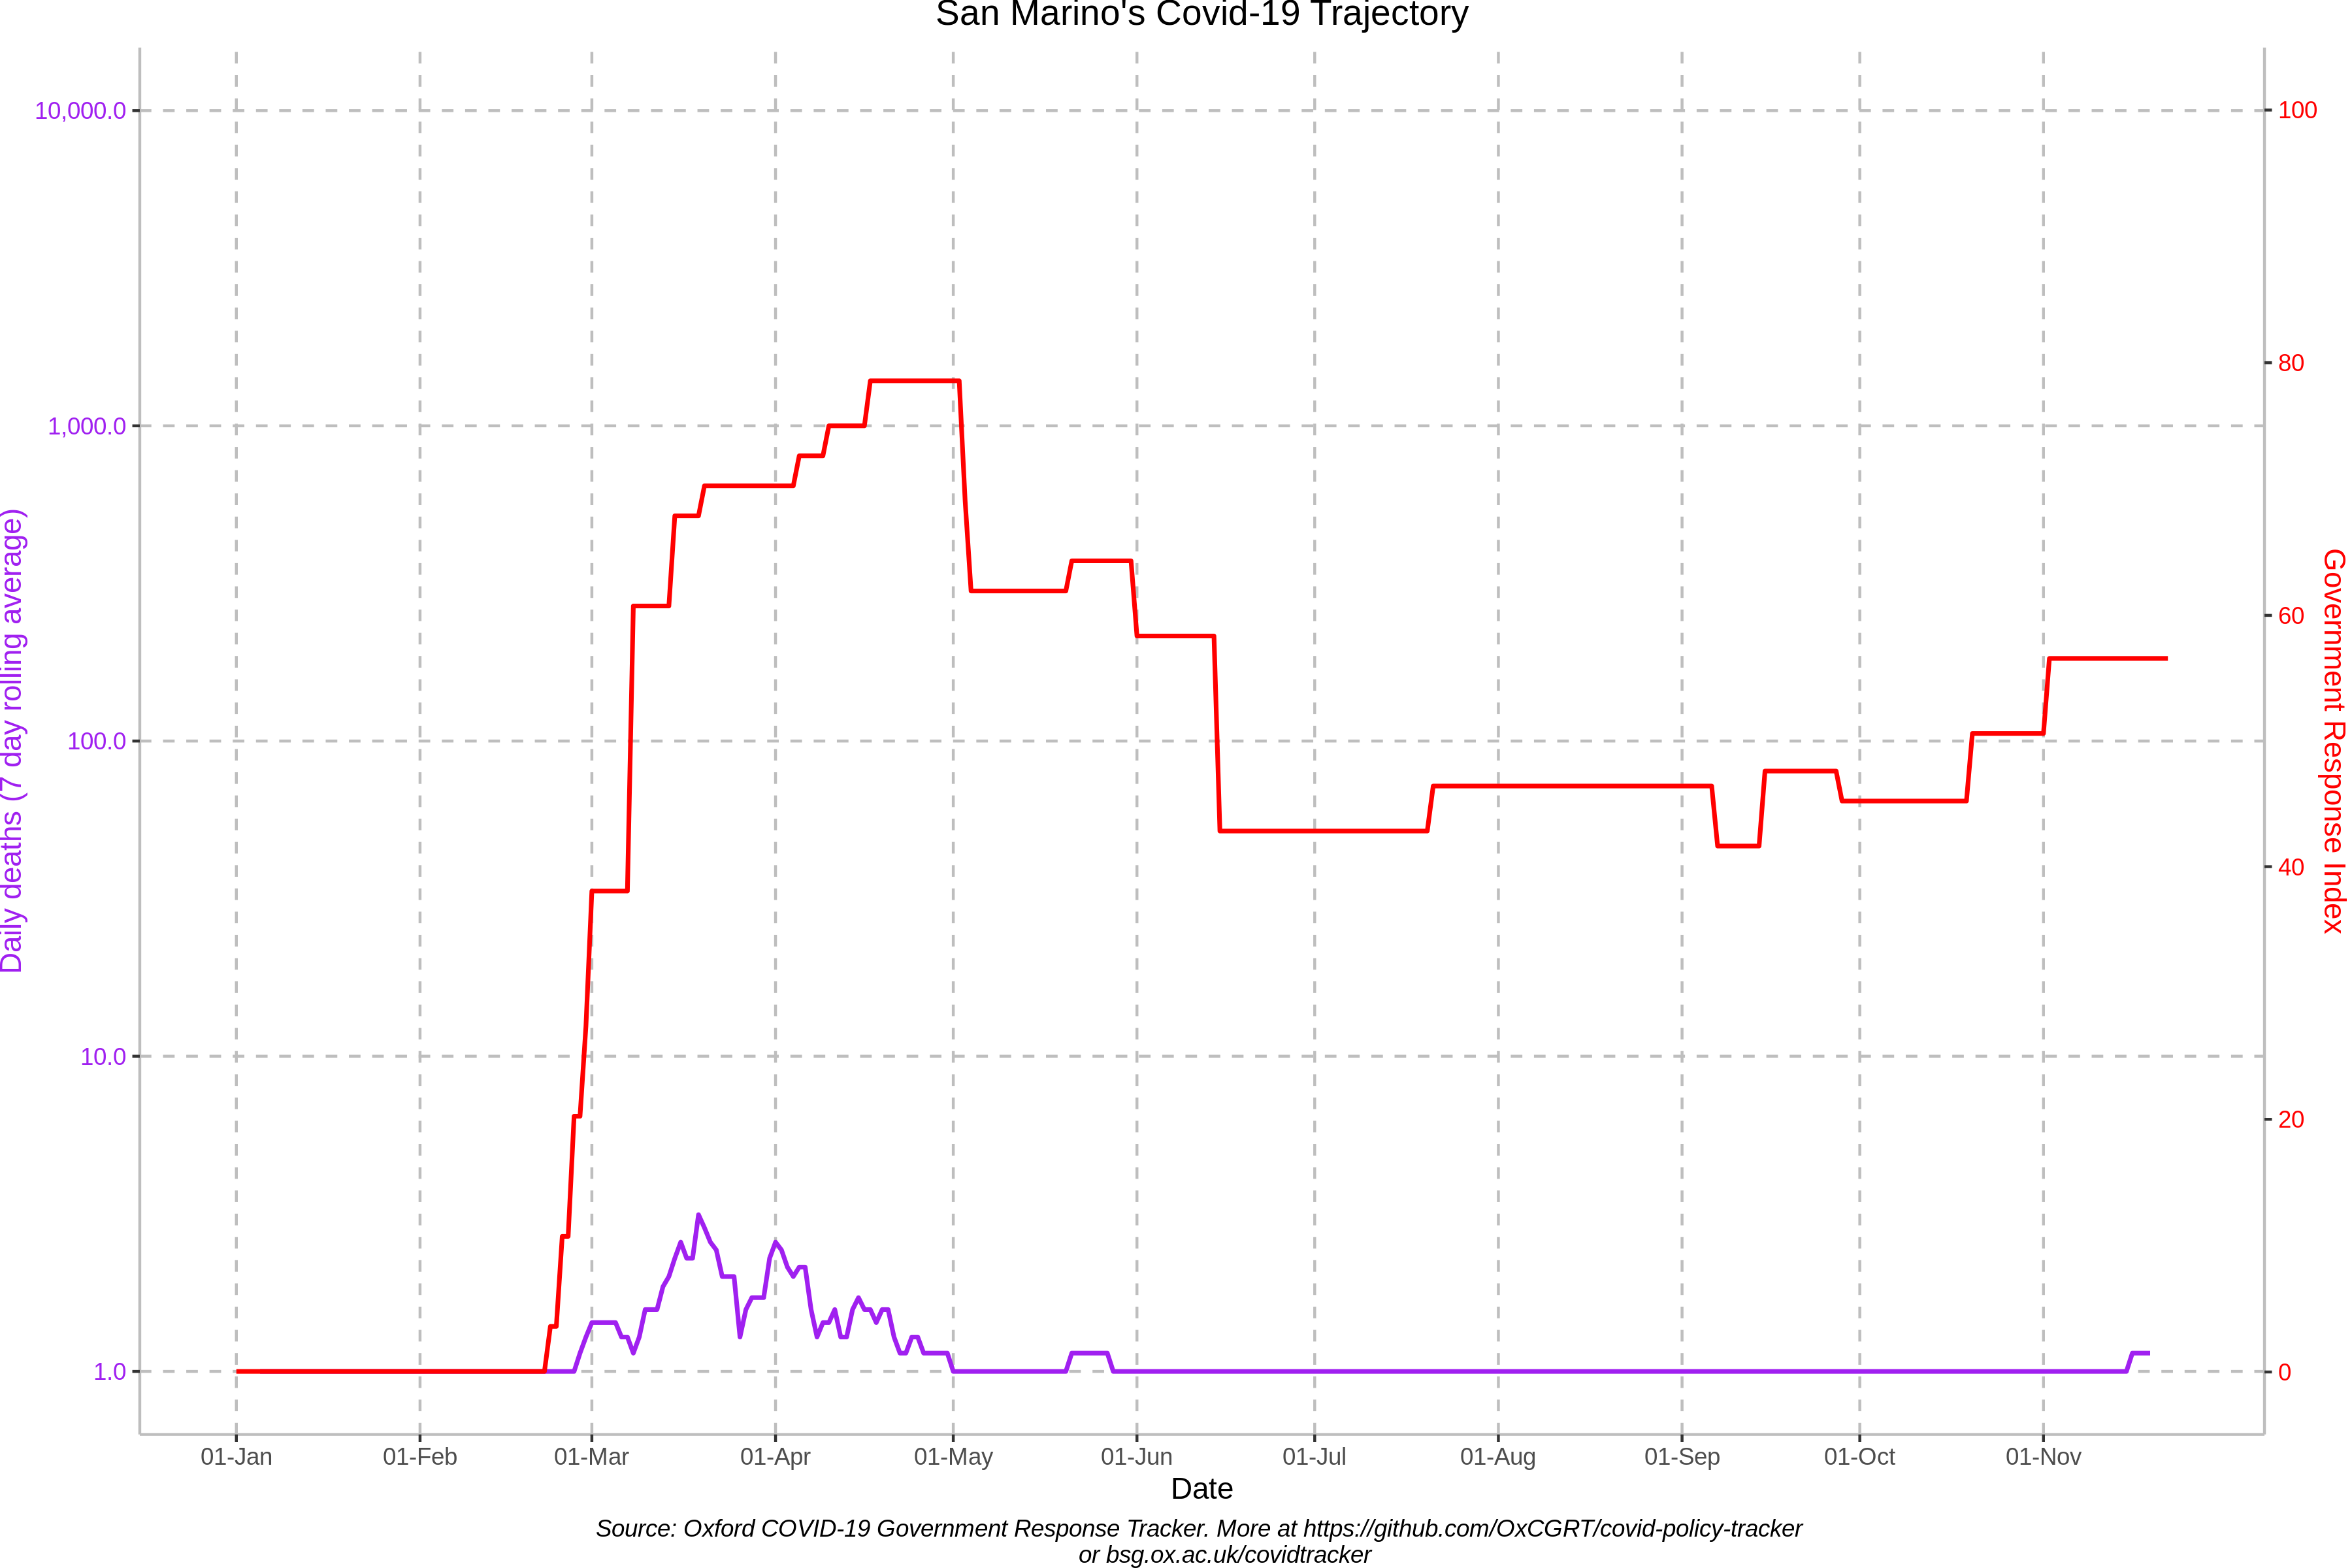 San Marino's Covid-19 Trajectory
10,000.0
1,000.0
100.0
10.0
1.0
Daily deaths (7 day rolling average)
100
80
60
40
20
0
Government Response Index
01-Jan 01-Feb 01-Mar 01-Apr 01-May 01-Jun 01-Jul 01-Aug 01-Sep 01-Oct 01-Nov
Date
Source: Oxford COVID-19 Government Response Tracker. More at https://github.com/OxCGRT/covid-policy-tracker
or bsg.ox.ac.uk/covidtracker